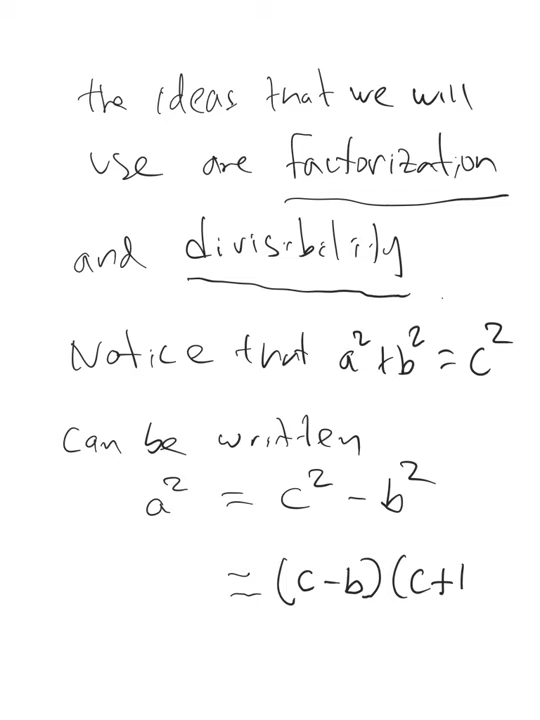 the ideas that we will
use are factorization
and divisibility
Notice that a² + b² = c²
can be written
a² = c² - b²
= (c-b)(c+